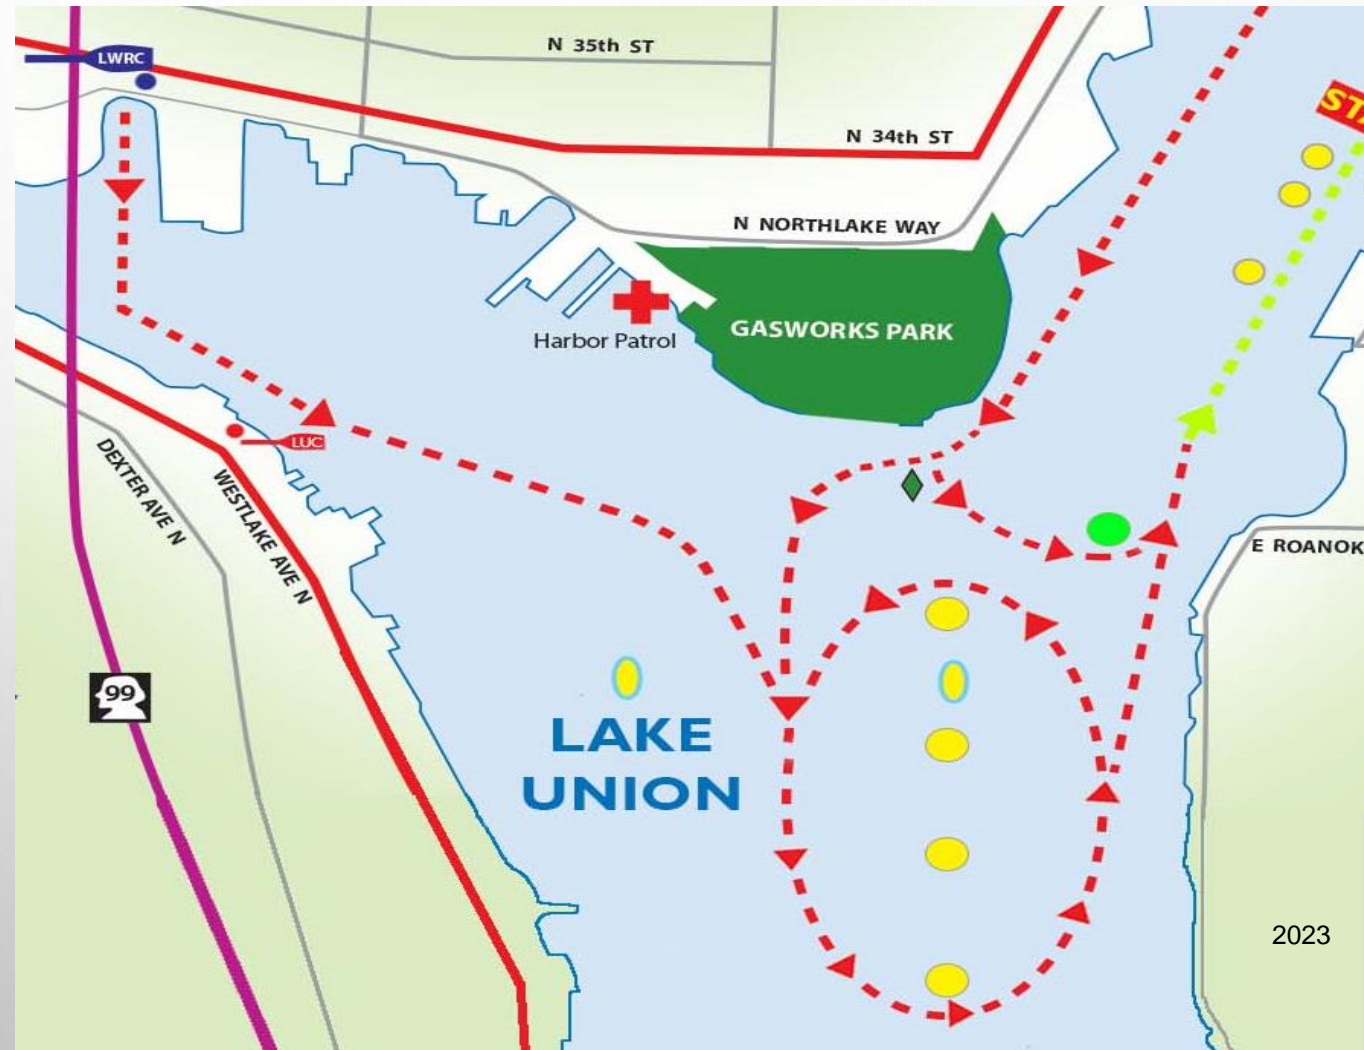 N 35th ST
LWRC
STA
N 34th ST
N NORTHLAKE WAY
GASWORKS PARK
Harbor Patrol
LUC
DEXTER AVE N
WESTLAKE AVE N
E ROANOK
99
LAKE
UNION
2023